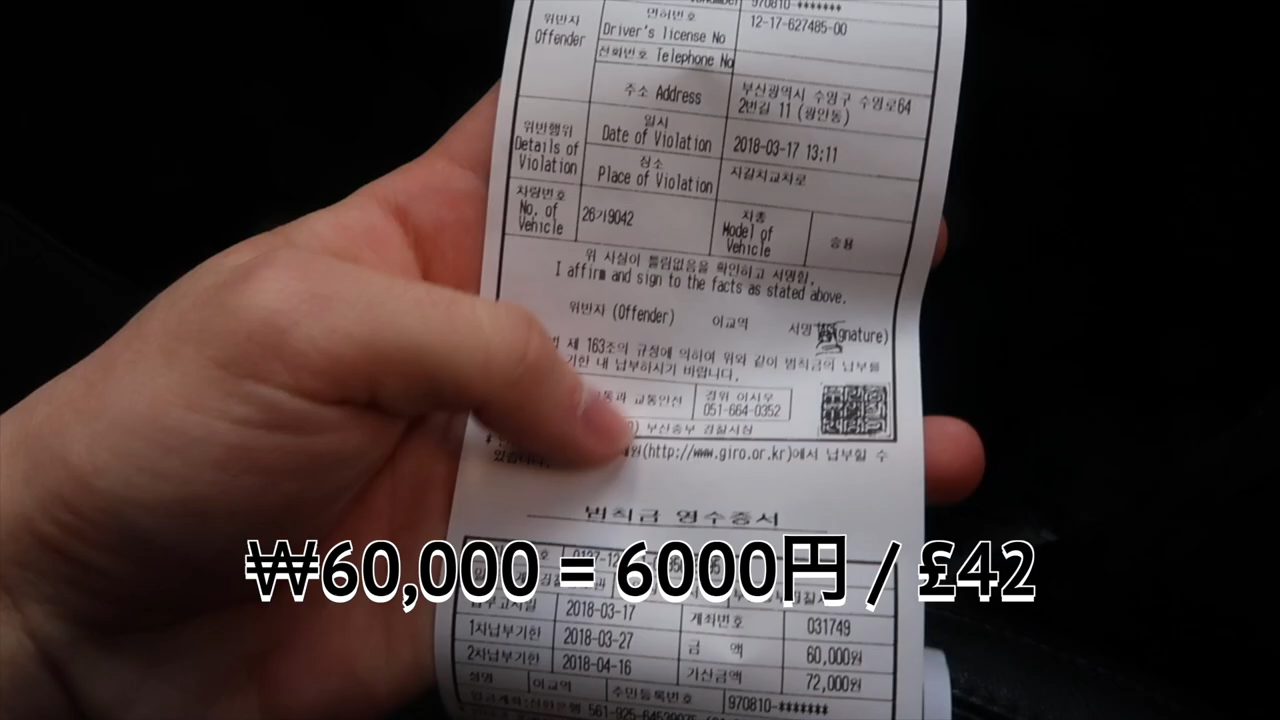 970810-*******
위반자
Offender
면허번호
Driver's license No
12-17-627485-00
전화번호 Telephone No
주소 Address
부산광역시 수영구 수영로64
2번길 11 (광안동)
위반행위
Details of
Violation
일시
Date of Violation
2018-03-17 13:11
장소
Place of Violation
자갈치교차로
차량번호
No. of
Vehicle
26기9042
차종
Model of
Vehicle
승용
위 사실이 틀림없음을 확인하고 서명함.
I affirm and sign to the facts as stated above.
위반자 (Offender) 이교역 서명
제 163조의 규정에 의하여 위와 같이 범칙금의 납부를
기한 내 납부하시기 바랍니다.
교통안전
경위 이시우
051-664-0352
부산중부 경찰서장
(http://www.giro.or.kr)에서 납부할 수
있습니다.
범칙금 영수증서
₩60,000 = 6000円 / £42
2018-03-17
계좌번호
031749
1차납부기한
2018-03-27
금 액
60,000원
2차납부기한
2018-04-16
가산금액
72,000원
성명
이교역
주민등록번호
970810-*******